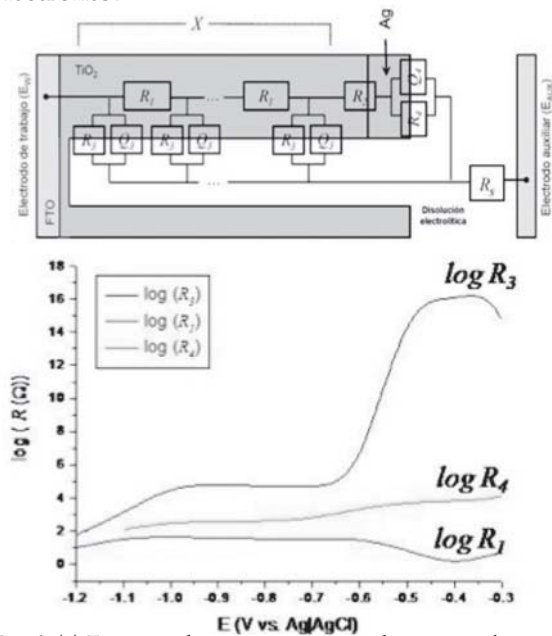 X
TiO2
Ag
R1 ... R1 R2
Q4
R4
R3 Q3 R3 Q3 R3 Q3
...
RS
Electrodo de trabajo (EW)
FTO
Disolución
electrolítica
Electrodo auxiliar (EAUX)
18
16
14
12
10
8
6
4
2
0
log ( R (Ω))
log (R3)
log (R1)
log (R4)
log R3
log R4
log R1
-1.2 -1.1 -1.0 -0.9 -0.8 -0.7 -0.6 -0.5 -0.4 -0.3
E (V vs. Ag|AgCl)